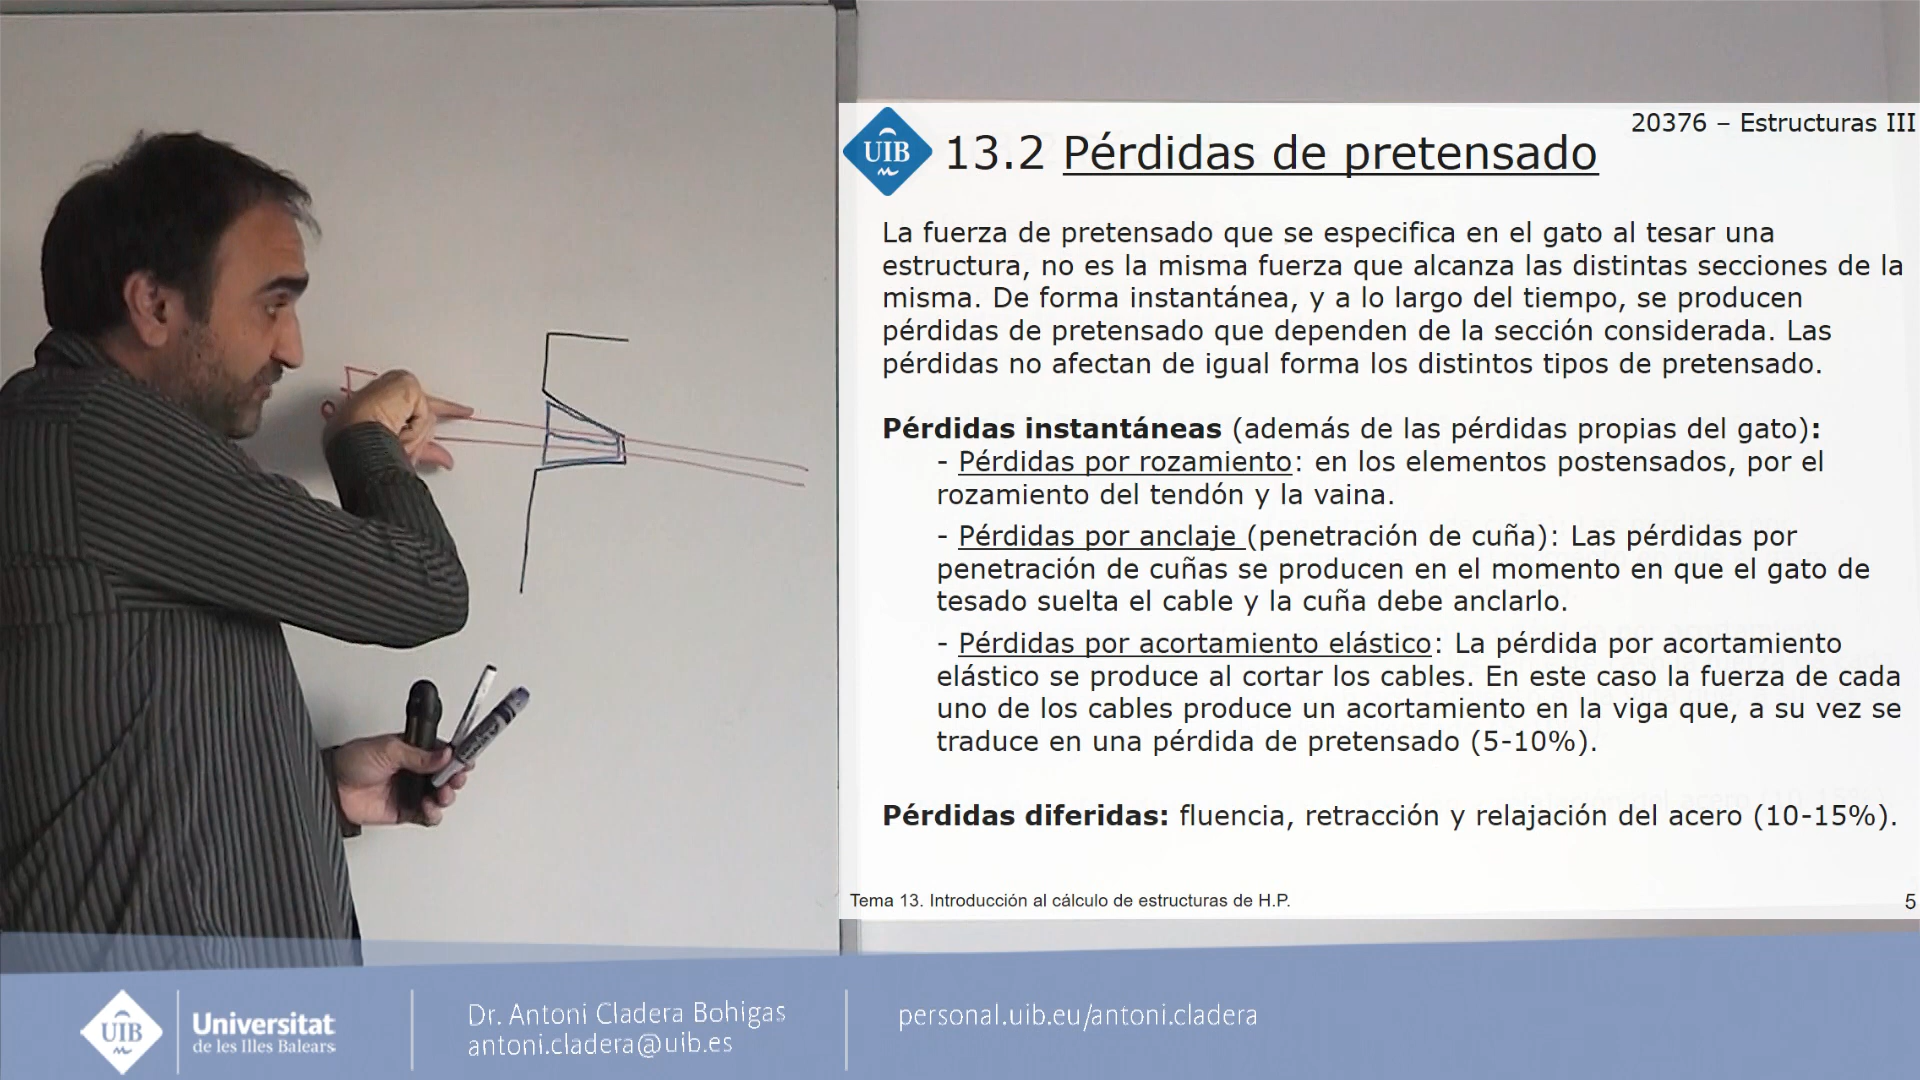 20376 – Estructuras III
UIB
13.2 Pérdidas de pretensado
La fuerza de pretensado que se especifica en el gato al tesar una
estructura, no es la misma fuerza que alcanza las distintas secciones de la
misma. De forma instantánea, y a lo largo del tiempo, se producen
pérdidas de pretensado que dependen de la sección considerada. Las
pérdidas no afectan de igual forma los distintos tipos de pretensado.
Pérdidas instantáneas (además de las pérdidas propias del gato):
- Pérdidas por rozamiento: en los elementos postensados, por el
rozamiento del tendón y la vaina.
- Pérdidas por anclaje (penetración de cuña): Las pérdidas por
penetración de cuñas se producen en el momento en que el gato de
tesado suelta el cable y la cuña debe anclarlo.
- Pérdidas por acortamiento elástico: La pérdida por acortamiento
elástico se produce al cortar los cables. En este caso la fuerza de cada
uno de los cables produce un acortamiento en la viga que, a su vez se
traduce en una pérdida de pretensado (5-10%).
Pérdidas diferidas: fluencia, retracción y relajación del acero (10-15%).
Tema 13. Introducción al cálculo de estructuras de H.P.
5
UIB
Universitat
de les Illes Balears
Dr. Antoni Cladera Bohigas
antoni.cladera@uib.es
personal.uib.eu/antoni.cladera